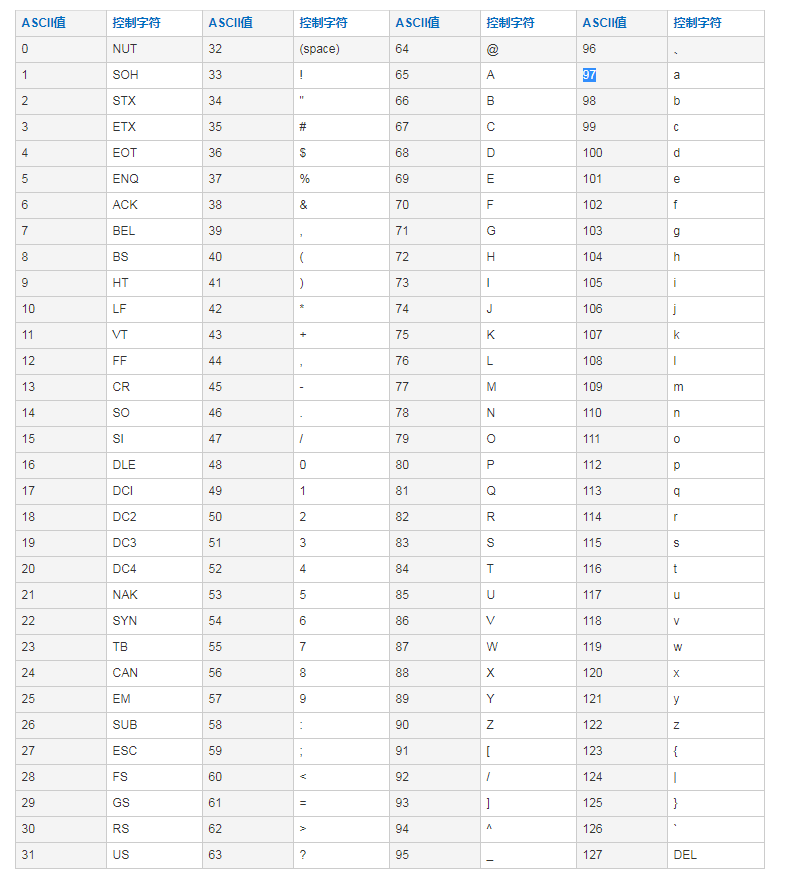 ASCII值 控制字符 ASCII值 控制字符 ASCII值 控制字符 ASCII值 控制字符
0 NUT 32 (space) 64 @ 96 、
1 SOH 33 ! 65 A 97 a
2 STX 34 " 66 B 98 b
3 ETX 35 # 67 C 99 c
4 EOT 36 $ 68 D 100 d
5 ENQ 37 % 69 E 101 e
6 ACK 38 & 70 F 102 f
7 BEL 39 , 71 G 103 g
8 BS 40 ( 72 H 104 h
9 HT 41 ) 73 I 105 i
10 LF 42 * 74 J 106 j
11 VT 43 + 75 K 107 k
12 FF 44 , 76 L 108 l
13 CR 45 - 77 M 109 m
14 SO 46 . 78 N 110 n
15 SI 47 / 79 O 111 o
16 DLE 48 0 80 P 112 p
17 DCI 49 1 81 Q 113 q
18 DC2 50 2 82 R 114 r
19 DC3 51 3 83 S 115 s
20 DC4 52 4 84 T 116 t
21 NAK 53 5 85 U 117 u
22 SYN 54 6 86 V 118 v
23 TB 55 7 87 W 119 w
24 CAN 56 8 88 X 120 x
25 EM 57 9 89 Y 121 y
26 SUB 58 : 90 Z 122 z
27 ESC 59 ; 91 [ 123 {
28 FS 60 < 92 / 124 |
29 GS 61 = 93 ] 125 }
30 RS 62 > 94 ^ 126 `
31 US 63 ? 95 _ 127 DEL